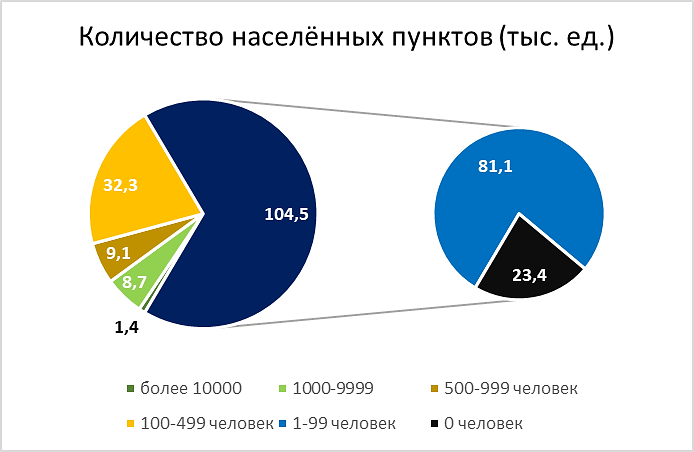 Количество населённых пунктов (тыс. ед.)
32,3
104,5
9,1
8,7
1,4
81,1
23,4
более 10000
1000-9999
500-999 человек
100-499 человек
1-99 человек
0 человек